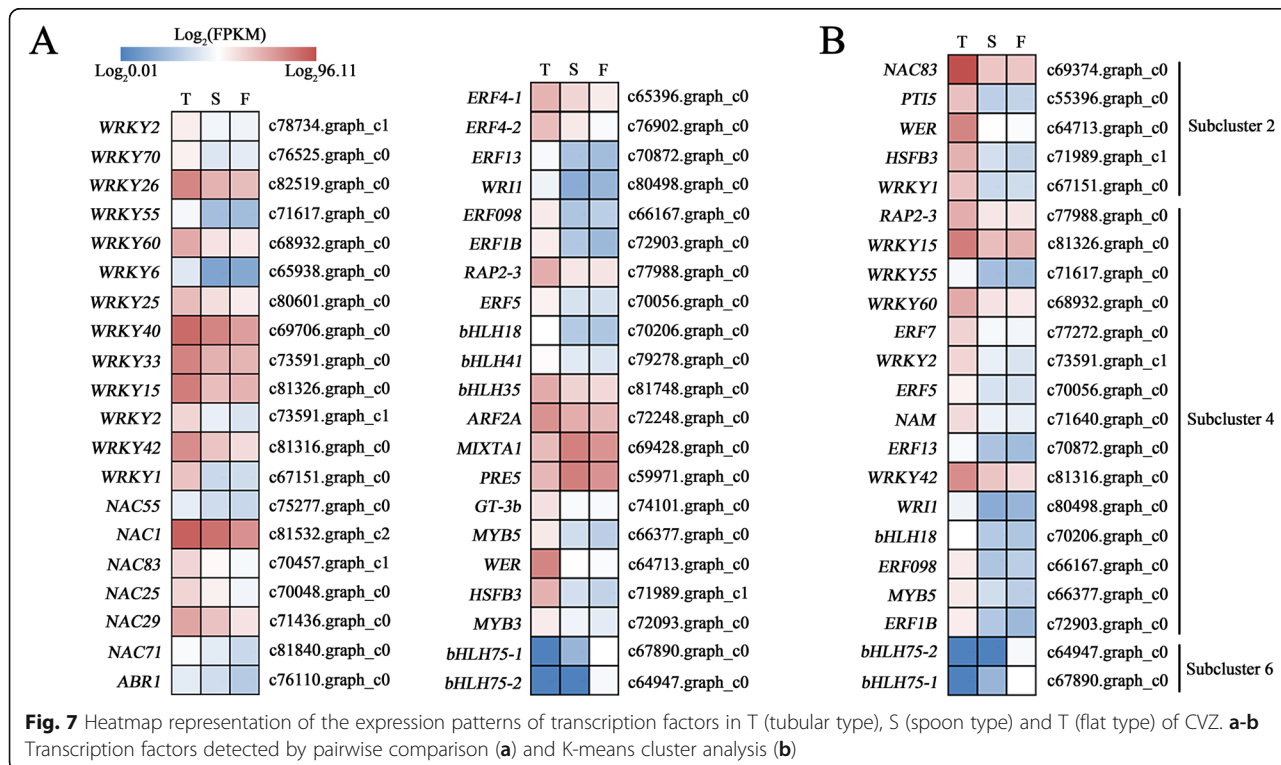 A
Log2(FPKM)
Log20.01 Log296.11
T S F
WRKY2 c78734.graph_c1
WRKY70 c76525.graph_c0
WRKY26 c82519.graph_c0
WRKY55 c71617.graph_c0
WRKY60 c68932.graph_c0
WRKY6 c65938.graph_c0
WRKY25 c80601.graph_c0
WRKY40 c69706.graph_c0
WRKY33 c73591.graph_c0
WRKY15 c81326.graph_c0
WRKY2 c73591.graph_c1
WRKY42 c81316.graph_c0
WRKY1 c67151.graph_c0
NAC55 c75277.graph_c0
NAC1 c81532.graph_c2
NAC83 c70457.graph_c1
NAC25 c70048.graph_c0
NAC29 c71436.graph_c0
NAC71 c81840.graph_c0
ABR1 c76110.graph_c0
T S F
ERF4-1 c65396.graph_c0
ERF4-2 c76902.graph_c0
ERF13 c70872.graph_c0
WRI1 c80498.graph_c0
ERF098 c66167.graph_c0
ERF1B c72903.graph_c0
RAP2-3 c77988.graph_c0
ERF5 c70056.graph_c0
bHLH18 c70206.graph_c0
bHLH41 c79278.graph_c0
bHLH35 c81748.graph_c0
ARF2A c72248.graph_c0
MIXTA1 c69428.graph_c0
PRE5 c59971.graph_c0
GT-3b c74101.graph_c0
MYB5 c66377.graph_c0
WER c64713.graph_c0
HSFB3 c71989.graph_c1
MYB3 c72093.graph_c0
bHLH75-1 c67890.graph_c0
bHLH75-2 c64947.graph_c0
B
T S F
NAC83 c69374.graph_c0
PTI5 c55396.graph_c0
WER c64713.graph_c0
HSFB3 c71989.graph_c1
WRKY1 c67151.graph_c0
Subcluster 2
RAP2-3 c77988.graph_c0
WRKY15 c81326.graph_c0
WRKY55 c71617.graph_c0
WRKY60 c68932.graph_c0
ERF7 c77272.graph_c0
WRKY2 c73591.graph_c1
ERF5 c70056.graph_c0
NAM c71640.graph_c0
ERF13 c70872.graph_c0
WRKY42 c81316.graph_c0
WRI1 c80498.graph_c0
bHLH18 c70206.graph_c0
ERF098 c66167.graph_c0
MYB5 c66377.graph_c0
ERF1B c72903.graph_c0
Subcluster 4
bHLH75-2 c64947.graph_c0
bHLH75-1 c67890.graph_c0
Subcluster 6
Fig. 7 Heatmap representation of the expression patterns of transcription factors in T (tubular type), S (spoon type) and T (flat type) of CVZ. a-b
Transcription factors detected by pairwise comparison (a) and K-means cluster analysis (b)